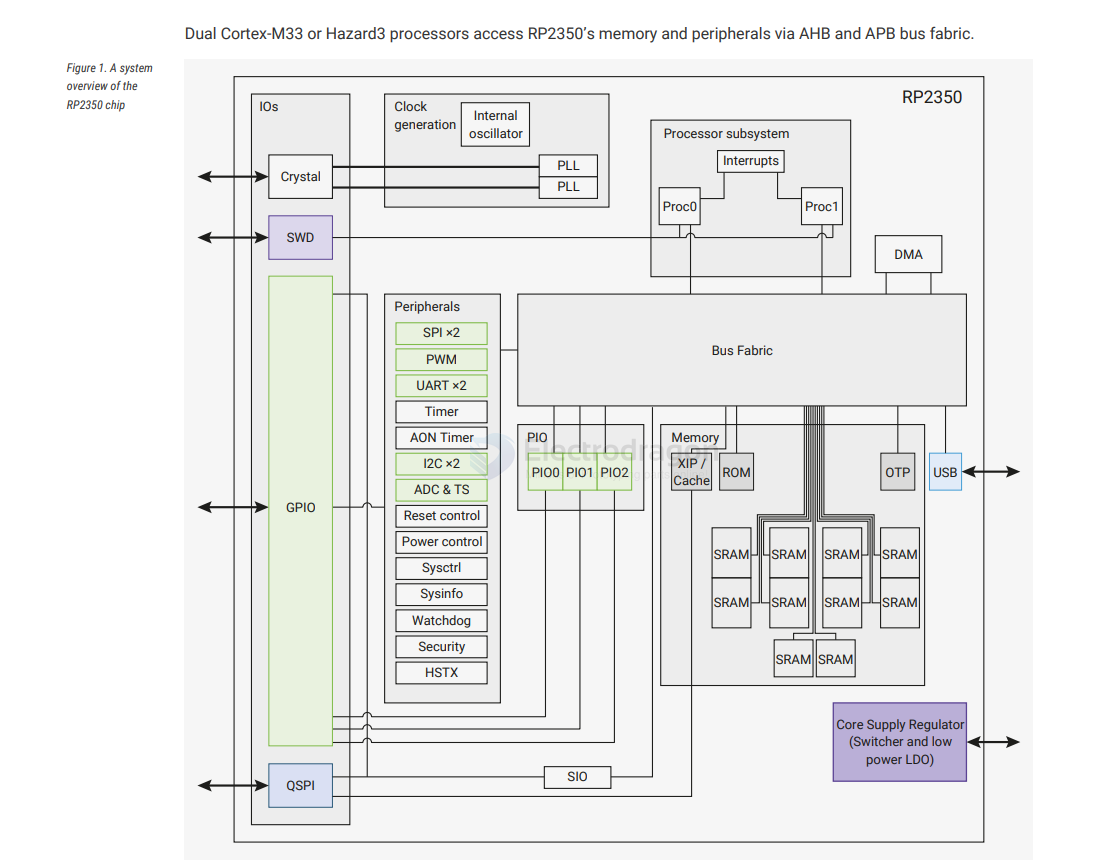 Dual Cortex-M33 or Hazard3 processors access RP2350’s memory and peripherals via AHB and APB bus fabric.
Figure 1. A system
overview of the
RP2350 chip
RP2350
IOs
Clock
generation
Internal
oscillator
PLL
PLL
Crystal
SWD
GPIO
QSPI
Processor subsystem
Interrupts
Proc0
Proc1
DMA
Bus Fabric
Peripherals
SPI ×2
PWM
UART ×2
Timer
AON Timer
I2C ×2
ADC & TS
Reset control
Power control
Sysctrl
Sysinfo
Watchdog
Security
HSTX
PIO
PIO0
PIO1
PIO2
Electrodragon
Memory
XIP /
Cache
ROM
OTP
USB
SRAM
SRAM
SRAM
SRAM
SRAM
SRAM
SRAM
SRAM
SRAM
SRAM
SIO
Core Supply Regulator
(Switcher and low
power LDO)